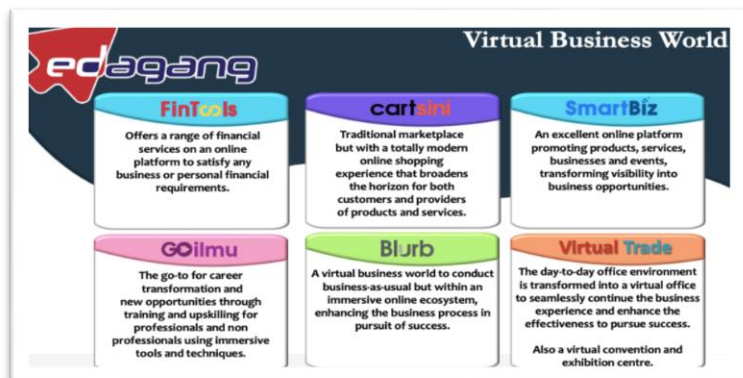 edagang
Virtual Business World
FinTools
Offers a range of financial
services on an online
platform to satisfy any
business or personal financial
requirements.
cartsini
Traditional marketplace
but with a totally modern
online shopping
experience that broadens
the horizon for both
customers and providers
of products and services.
SmartBiz
An excellent online platform
promoting products, services,
businesses and events,
transforming visibility into
business opportunities.
GOilmu
The go-to for career
transformation and
new opportunities through
training and upskilling for
professionals and non
professionals using immersive
tools and techniques.
Blurb
A virtual business world to conduct
business-as-usual but within an
immersive online ecosystem,
enhancing the business process in
pursuit of success.
Virtual Trade
The day-to-day office environment
is transformed into a virtual office
to seamlessly continue the business
experience and enhance the
effectiveness to pursue success.
Also a virtual convention and
exhibition centre.